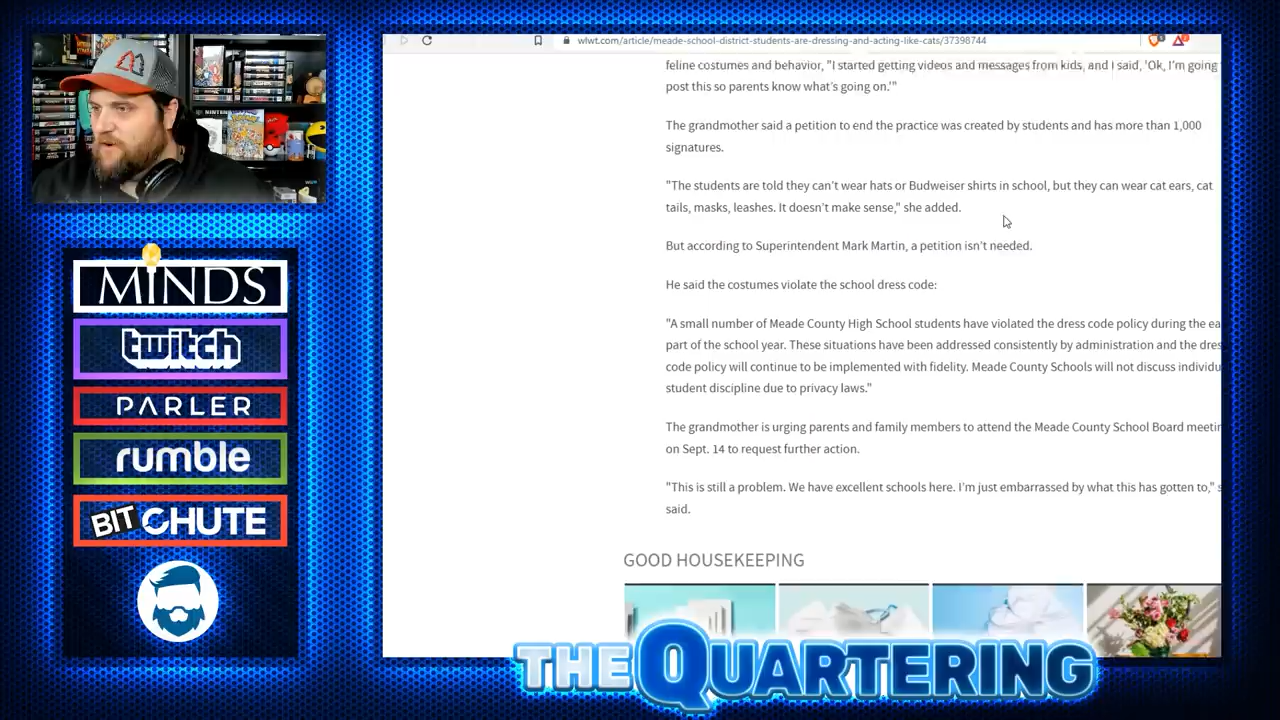 wlwt.com/article/meade-school-district-students-are-dressing-and-acting-like-cats/37398744
feline costumes and behavior, "I started getting videos and messages from kids, and I said, 'Ok, I'm going
post this so parents know what's going on.'"
The grandmother said a petition to end the practice was created by students and has more than 1,000
signatures.
"The students are told they can't wear hats or Budweiser shirts in school, but they can wear cat ears, cat
tails, masks, leashes. It doesn't make sense," she added.
But according to Superintendent Mark Martin, a petition isn't needed.
He said the costumes violate the school dress code:
"A small number of Meade County High School students have violated the dress code policy during the ea
part of the school year. These situations have been addressed consistently by administration and the dres
code policy will continue to be implemented with fidelity. Meade County Schools will not discuss individu
student discipline due to privacy laws."
The grandmother is urging parents and family members to attend the Meade County School Board meetin
on Sept. 14 to request further action.
"This is still a problem. We have excellent schools here. I'm just embarrassed by what this has gotten to," s
said.
GOOD HOUSEKEEPING
MINDS
twitch
PARLER
rumble
BITCHUTE
THE QUARTERING